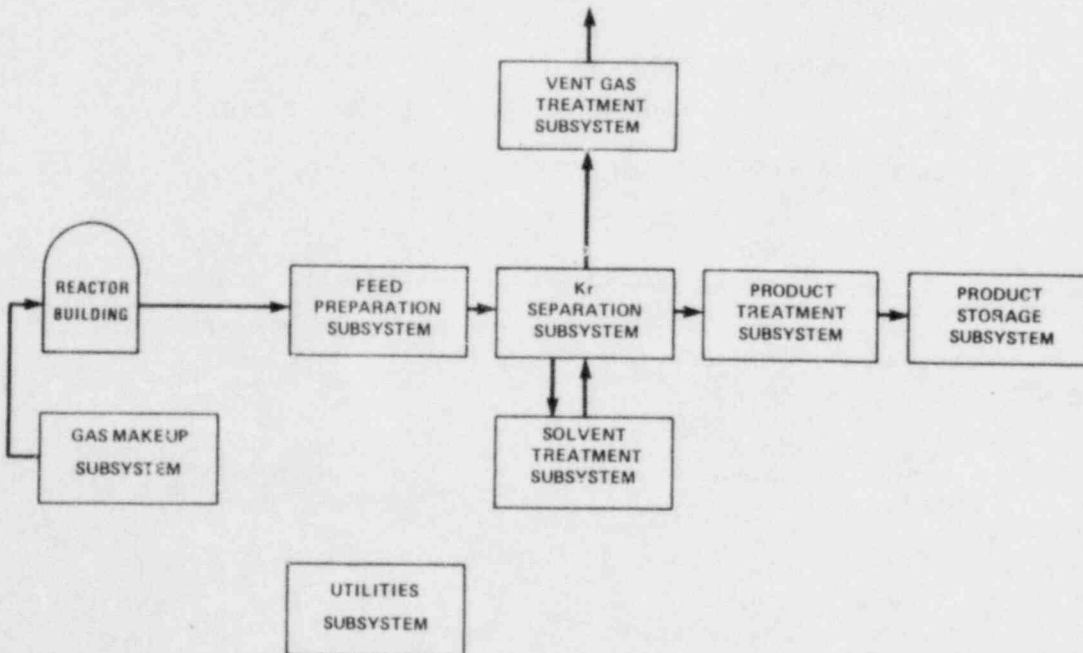 VENT GAS
TREATMENT
SUBSYSTEM
REACTOR
BUILDING
FEED
PREPARATION
SUBSYSTEM
Kr
SEPARATION
SUBSYSTEM
PRODUCT
TREATMENT
SUBSYSTEM
PRODUCT
STORAGE
SUBSYSTEM
GAS MAKEUP
SUBSYSTEM
SOLVENT
TREATMENT
SUBSYSTEM
UTILITIES
SUBSYSTEM